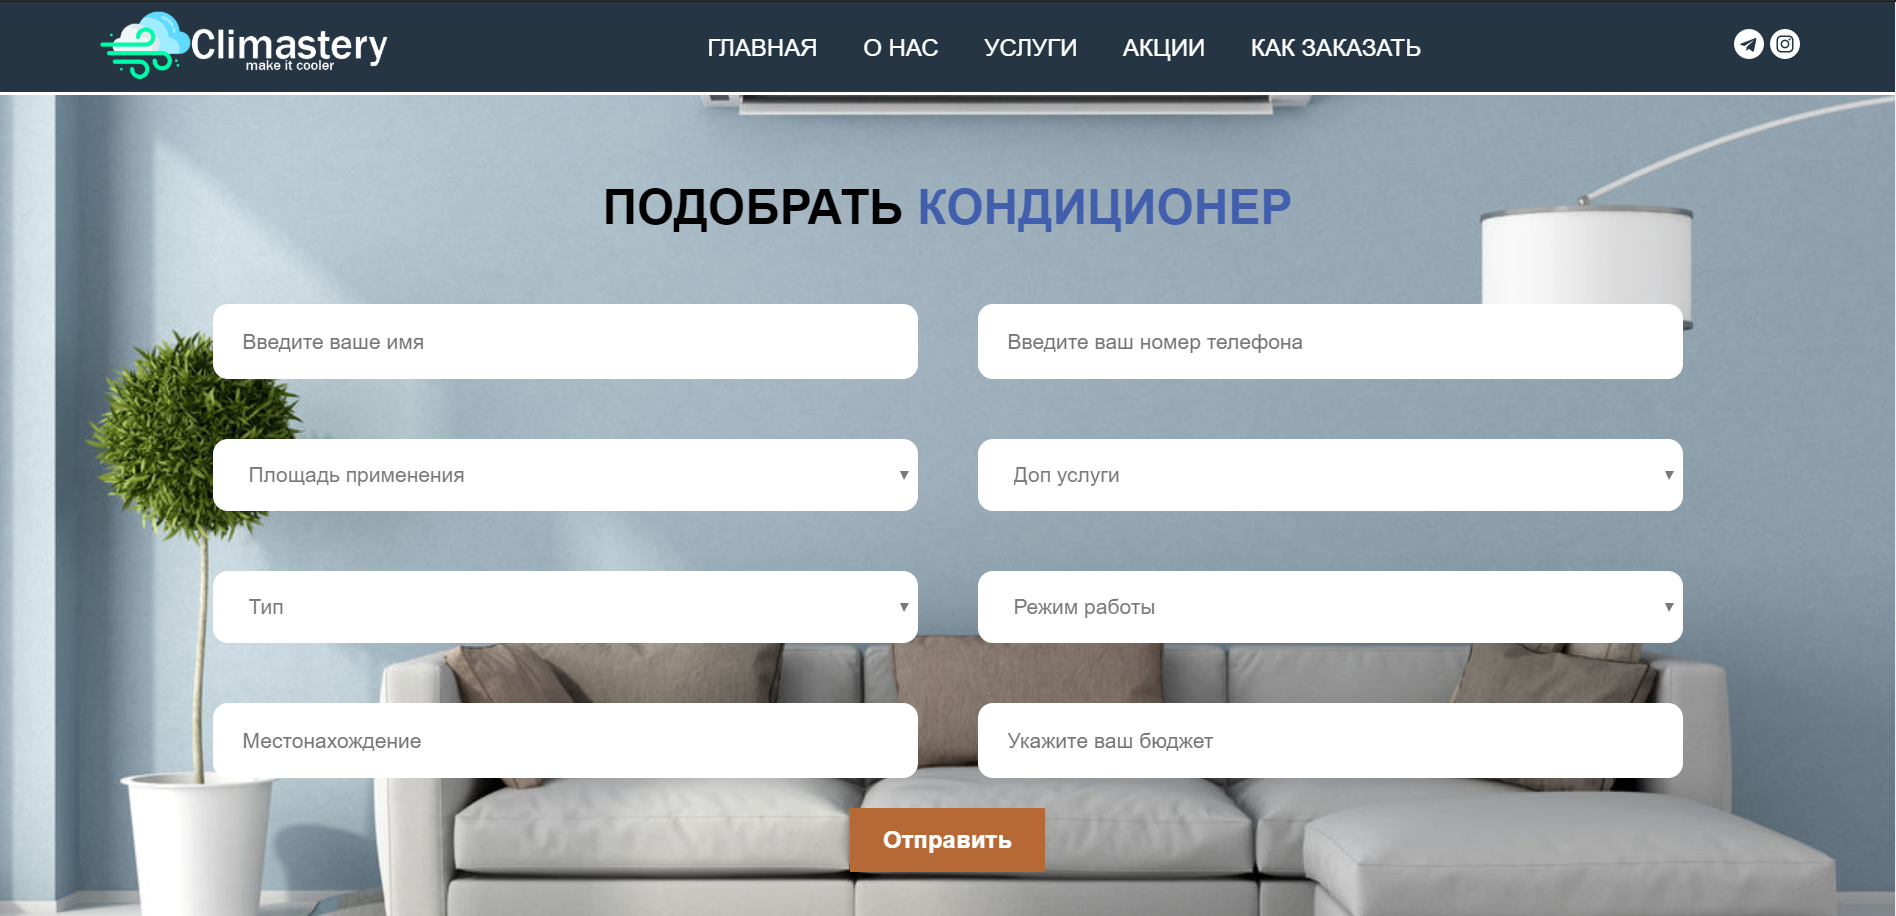 Climastery
make it cooler
ГЛАВНАЯ О НАС УСЛУГИ АКЦИИ КАК ЗАКАЗАТЬ
ПОДОБРАТЬ КОНДИЦИОНЕР
Введите ваше имя
Введите ваш номер телефона
Площадь применения
Доп услуги
Тип
Режим работы
Местонахождение
Укажите ваш бюджет
Отправить